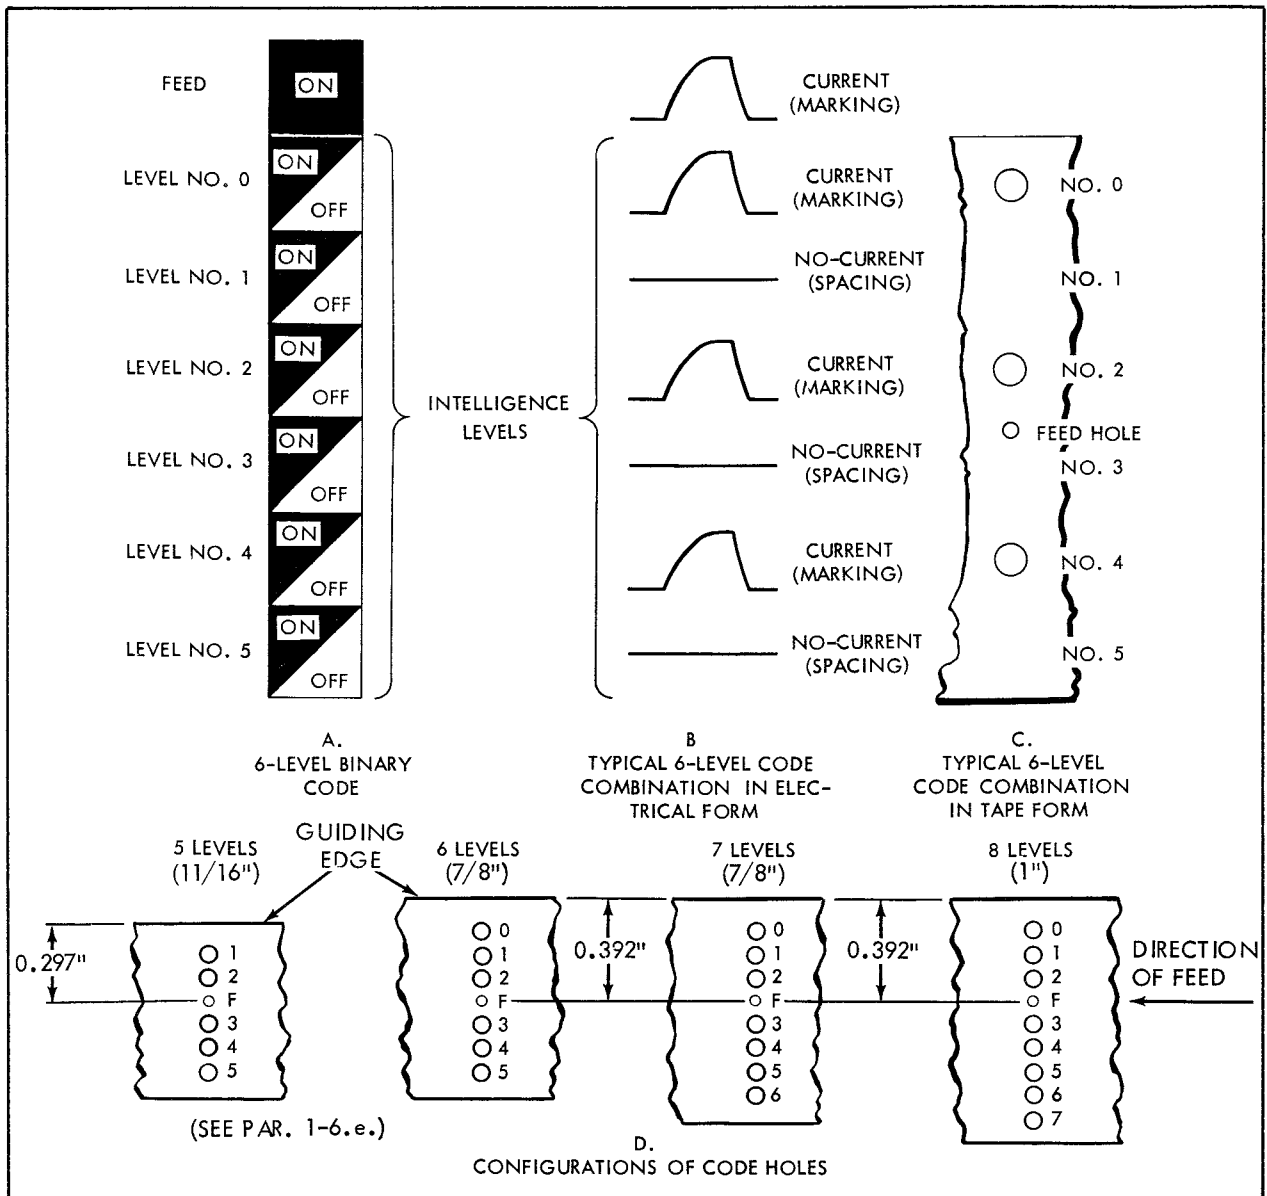 FEED
ON
CURRENT
(MARKING)
LEVEL NO. 0
ON
OFF
CURRENT
(MARKING)
NO. 0
LEVEL NO. 1
ON
OFF
NO-CURRENT
(SPACING)
NO. 1
LEVEL NO. 2
ON
OFF
CURRENT
(MARKING)
NO. 2
INTELLIGENCE
LEVELS
FEED HOLE
LEVEL NO. 3
ON
OFF
NO-CURRENT
(SPACING)
NO. 3
LEVEL NO. 4
ON
OFF
CURRENT
(MARKING)
NO. 4
LEVEL NO. 5
ON
OFF
NO-CURRENT
(SPACING)
NO. 5
A.
6-LEVEL BINARY
CODE
B
TYPICAL 6-LEVEL CODE
COMBINATION IN ELEC-
TRICAL FORM
C.
TYPICAL 6-LEVEL
CODE COMBINATION
IN TAPE FORM
GUIDING
EDGE
5 LEVELS
(11/16")
6 LEVELS
(7/8")
7 LEVELS
(7/8")
8 LEVELS
(1")
0.297"
1
2
F
3
4
5
0
1
2
F
3
4
5
0.392"
0
1
2
F
3
4
5
6
0.392"
0
1
2
F
3
4
5
6
7
DIRECTION
OF FEED
(SEE PAR. 1-6.e.)
D.
CONFIGURATIONS OF CODE HOLES